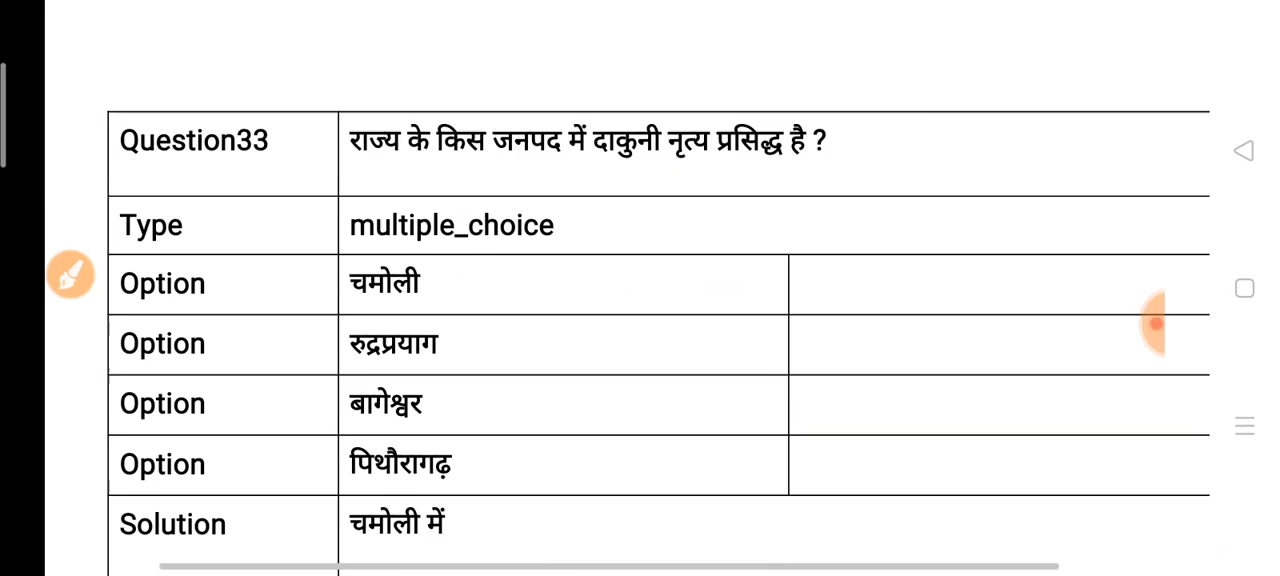 Question33 राज्य के किस जनपद में दाकुनी नृत्य प्रसिद्ध है ?
Type multiple_choice
Option चमोली
Option रुद्रप्रयाग
Option बागेश्वर
Option पिथौरागढ़
Solution चमोली में